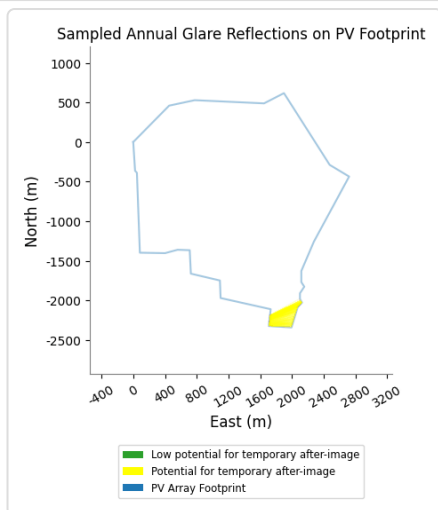 Sampled Annual Glare Reflections on PV Footprint
1000
500
0
-500
-1000
-1500
-2000
-2500
North (m)
-400 0 400 800 1200 1600 2000 2400 2800 3200
East (m)
Low potential for temporary after-image
Potential for temporary after-image
PV Array Footprint